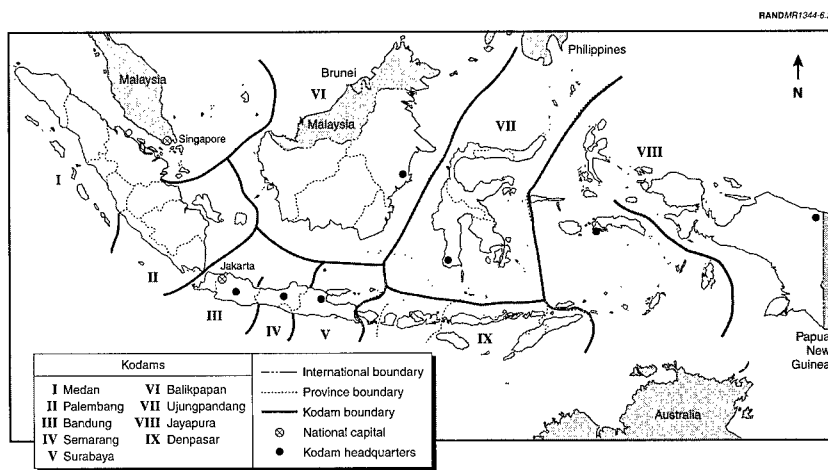 RANDMR1344-6.
Philippines
Malaysia
Brunei
VI
N
Malaysia
VII
Singapore
VIII
I
Jakarta
II
III
IV
V
IX
Papua
New
Guinea
Australia
Kodams
I Medan
II Palembang
III Bandung
IV Semarang
V Surabaya
VI Balikpapan
VII Ujungpandang
VIII Jayapura
IX Denpasar
International boundary
Province boundary
Kodam boundary
National capital
Kodam headquarters